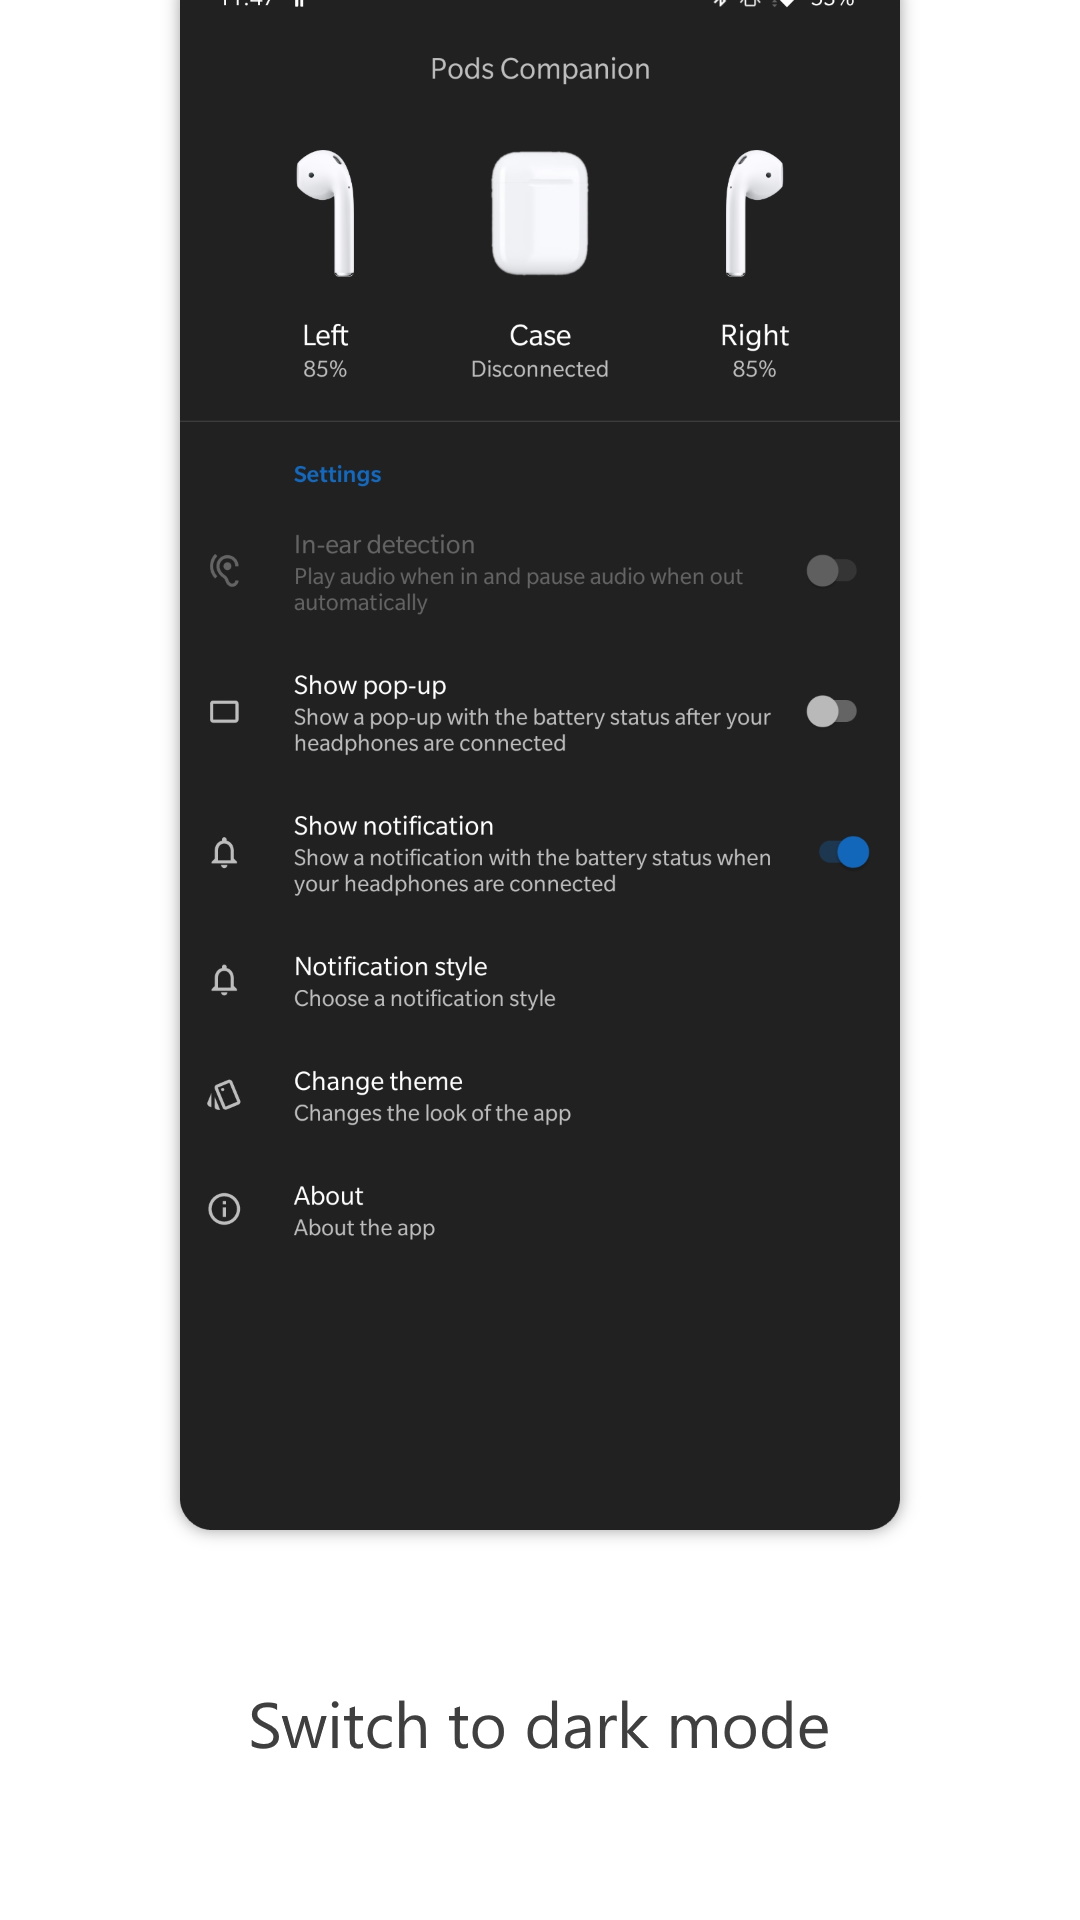 Pods Companion
Left
Case
Right
85%
Disconnected
85%
Settings
In-ear detection
Play audio when in and pause audio when out
automatically
Show pop-up
Show a pop-up with the battery status after your
headphones are connected
Show notification
Show a notification with the battery status when
your headphones are connected
Notification style
Choose a notification style
Change theme
Changes the look of the app
About
About the app
Switch to dark mode